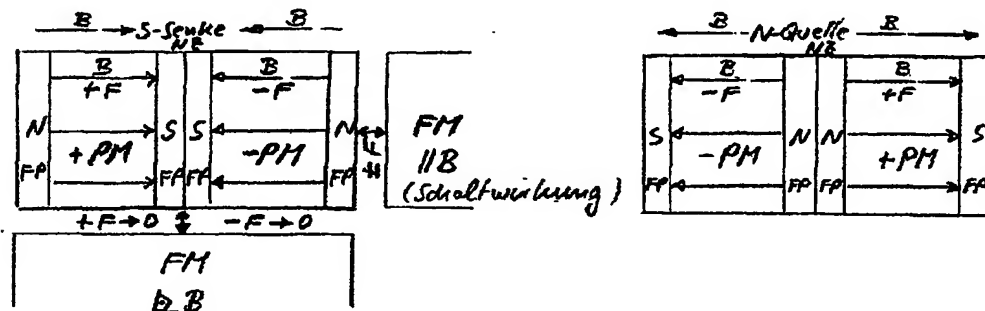 B S-Senke B
NE
B B
+F -F
N S S N
+PM -PM
FP FP FP FP
+F→0 -F→0
FM
B
FM
||B
(Schaltwirkung)
B N-Quelle B
NE
B B
-F +F
S N N S
-PM +PM
FP FP FP FP